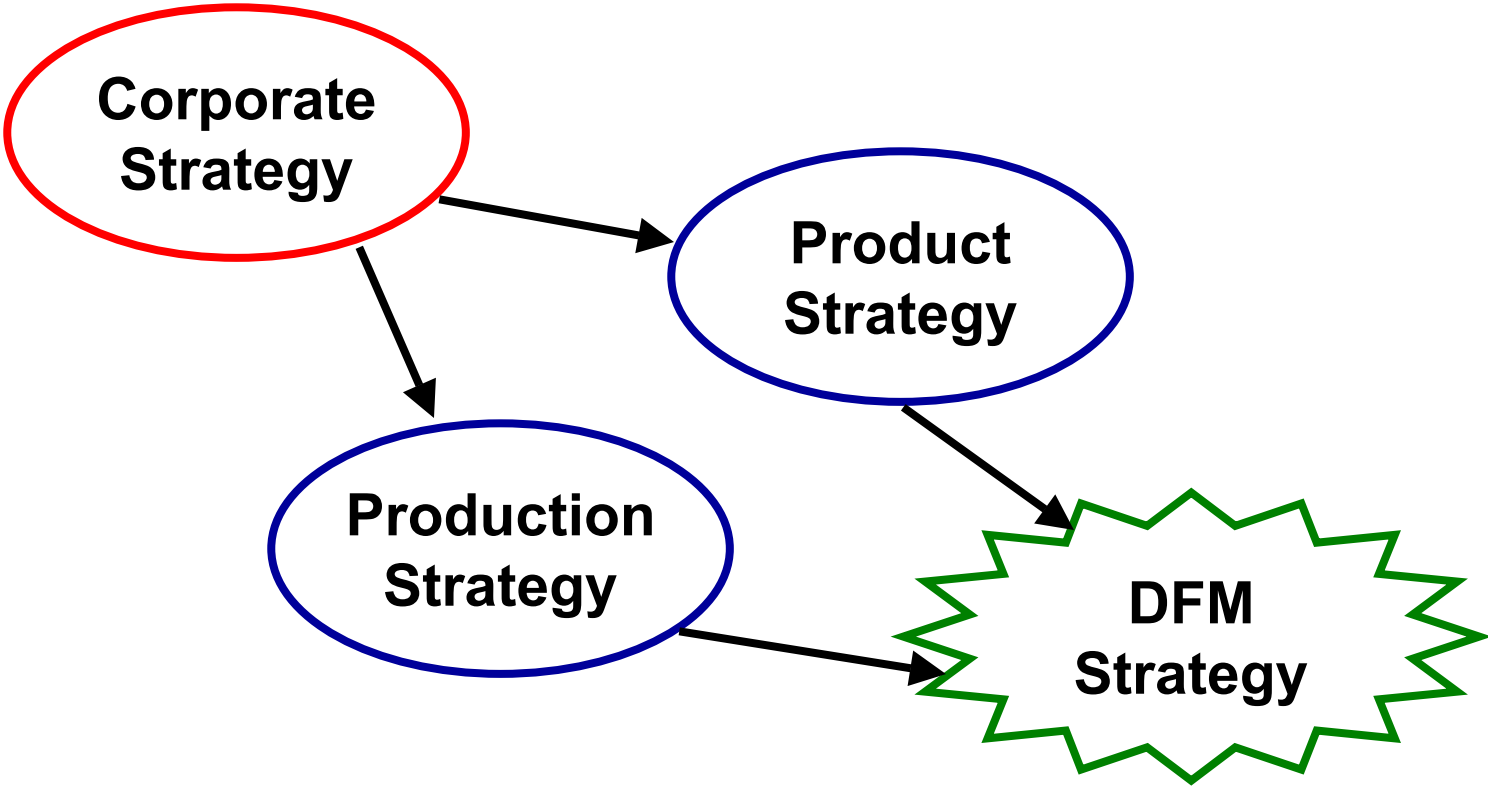 Corporate
Strategy
Product
Strategy
Production
Strategy
DFM
Strategy